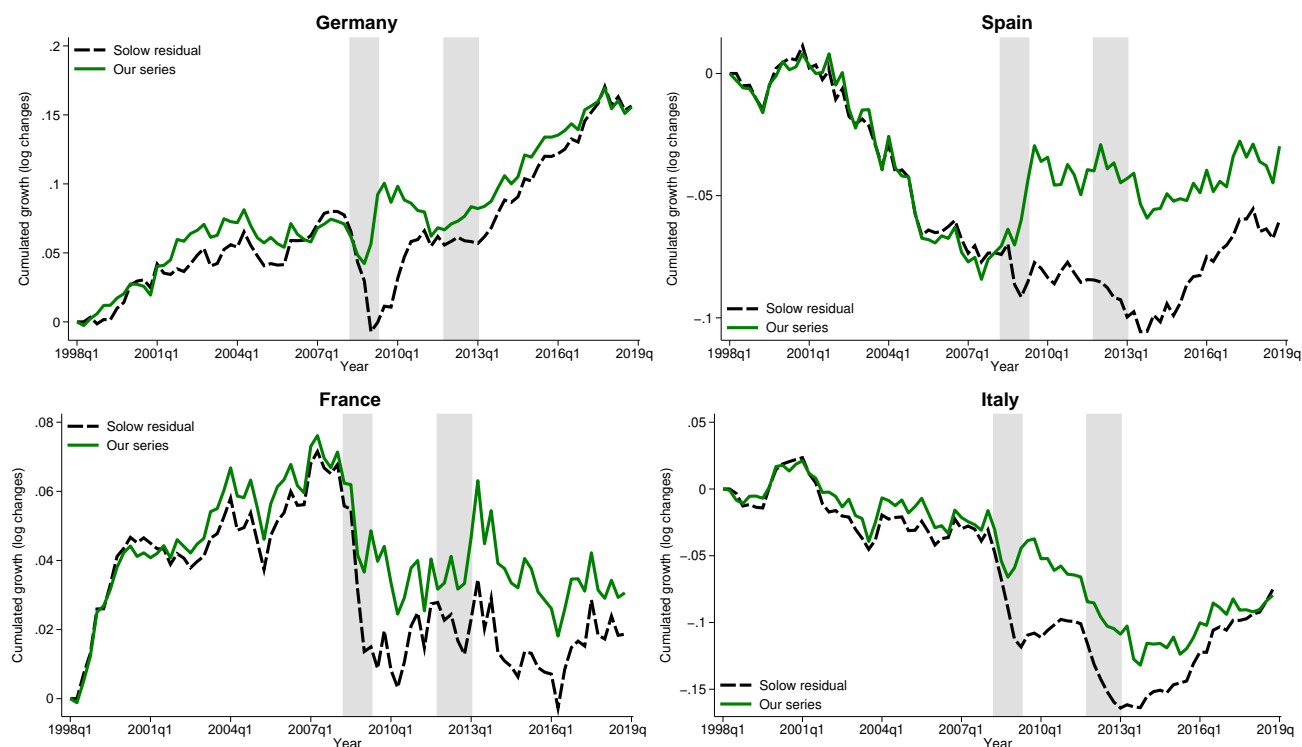 Germany
Solow residual
Our series
Cumulated growth (log changes)
.2
.15
.1
.05
0
1998q1 2001q1 2004q1 2007q1 2010q1 2013q1 2016q1 2019q
Year
Spain
Cumulated growth (log changes)
0
−.05
−.1
Solow residual
Our series
1998q1 2001q1 2004q1 2007q1 2010q1 2013q1 2016q1 2019q
Year
France
Solow residual
Our series
Cumulated growth (log changes)
.08
.06
.04
.02
0
1998q1 2001q1 2004q1 2007q1 2010q1 2013q1 2016q1 2019q
Year
Italy
Cumulated growth (log changes)
.05
0
−.05
−.1
−.15
Solow residual
Our series
1998q1 2001q1 2004q1 2007q1 2010q1 2013q1 2016q1 2019q
Year